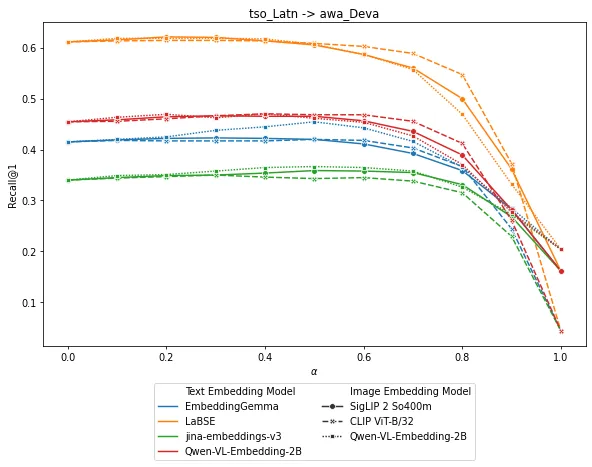 tso_Latn -> awa_Deva
0.6
0.5
0.4
0.3
0.2
0.1
Recall@1
0.0 0.2 0.4 0.6 0.8 1.0
α
Text Embedding Model Image Embedding Model
EmbeddingGemma SigLIP 2 So400m
LaBSE CLIP ViT-B/32
jina-embeddings-v3 Qwen-VL-Embedding-2B
Qwen-VL-Embedding-2B